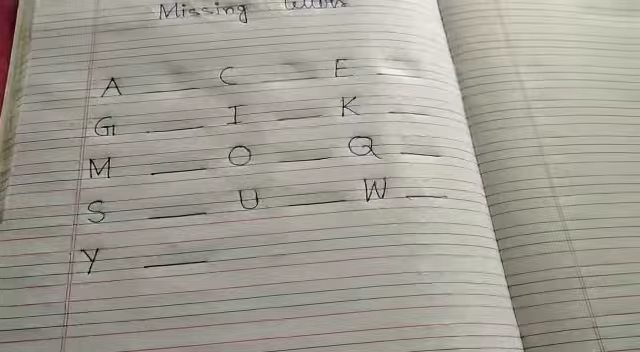 Missing
A ___ C ___ E ___
G ___ I ___ K ___
M ___ O ___ Q ___
S ___ U ___ W ___
Y ___